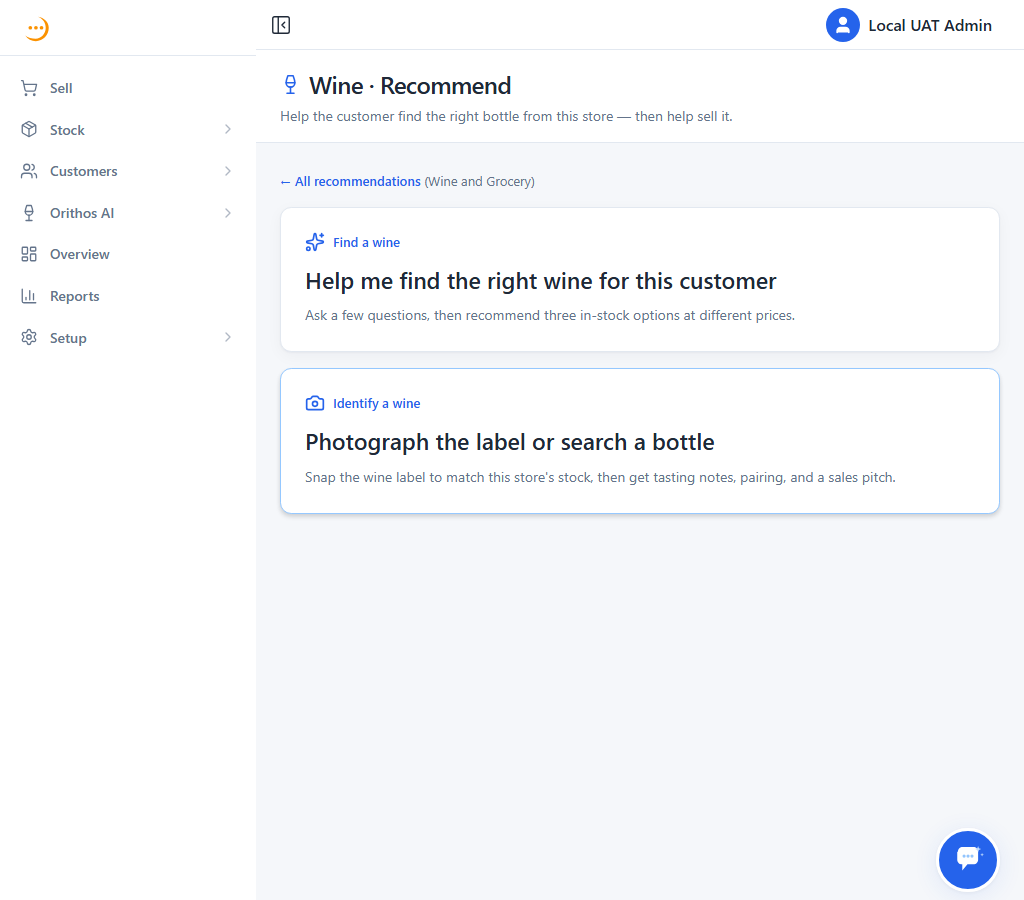 Local UAT Admin
Sell
Stock
Customers
Orithos AI
Overview
Reports
Setup
Wine · Recommend
Help the customer find the right bottle from this store — then help sell it.
← All recommendations (Wine and Grocery)
Find a wine
Help me find the right wine for this customer
Ask a few questions, then recommend three in-stock options at different prices.
Identify a wine
Photograph the label or search a bottle
Snap the wine label to match this store's stock, then get tasting notes, pairing, and a sales pitch.